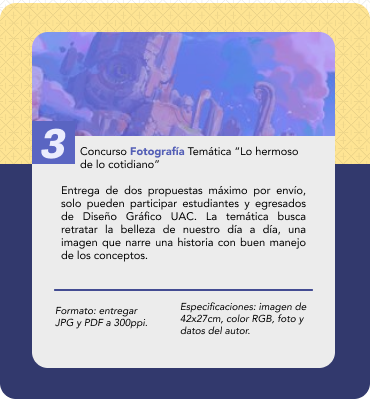 3
Concurso Fotografía Temática “Lo hermoso
de lo cotidiano”
Entrega de dos propuestas máximo por envío,
solo pueden participar estudiantes y egresados
de Diseño Gráfico UAC. La temática busca
retratar la belleza de nuestro día a día, una
imagen que narre una historia con buen manejo
de los conceptos.
Formato: entregar
JPG y PDF a 300ppi.
Especificaciones: imagen de
42x27cm, color RGB, foto y
datos del autor.